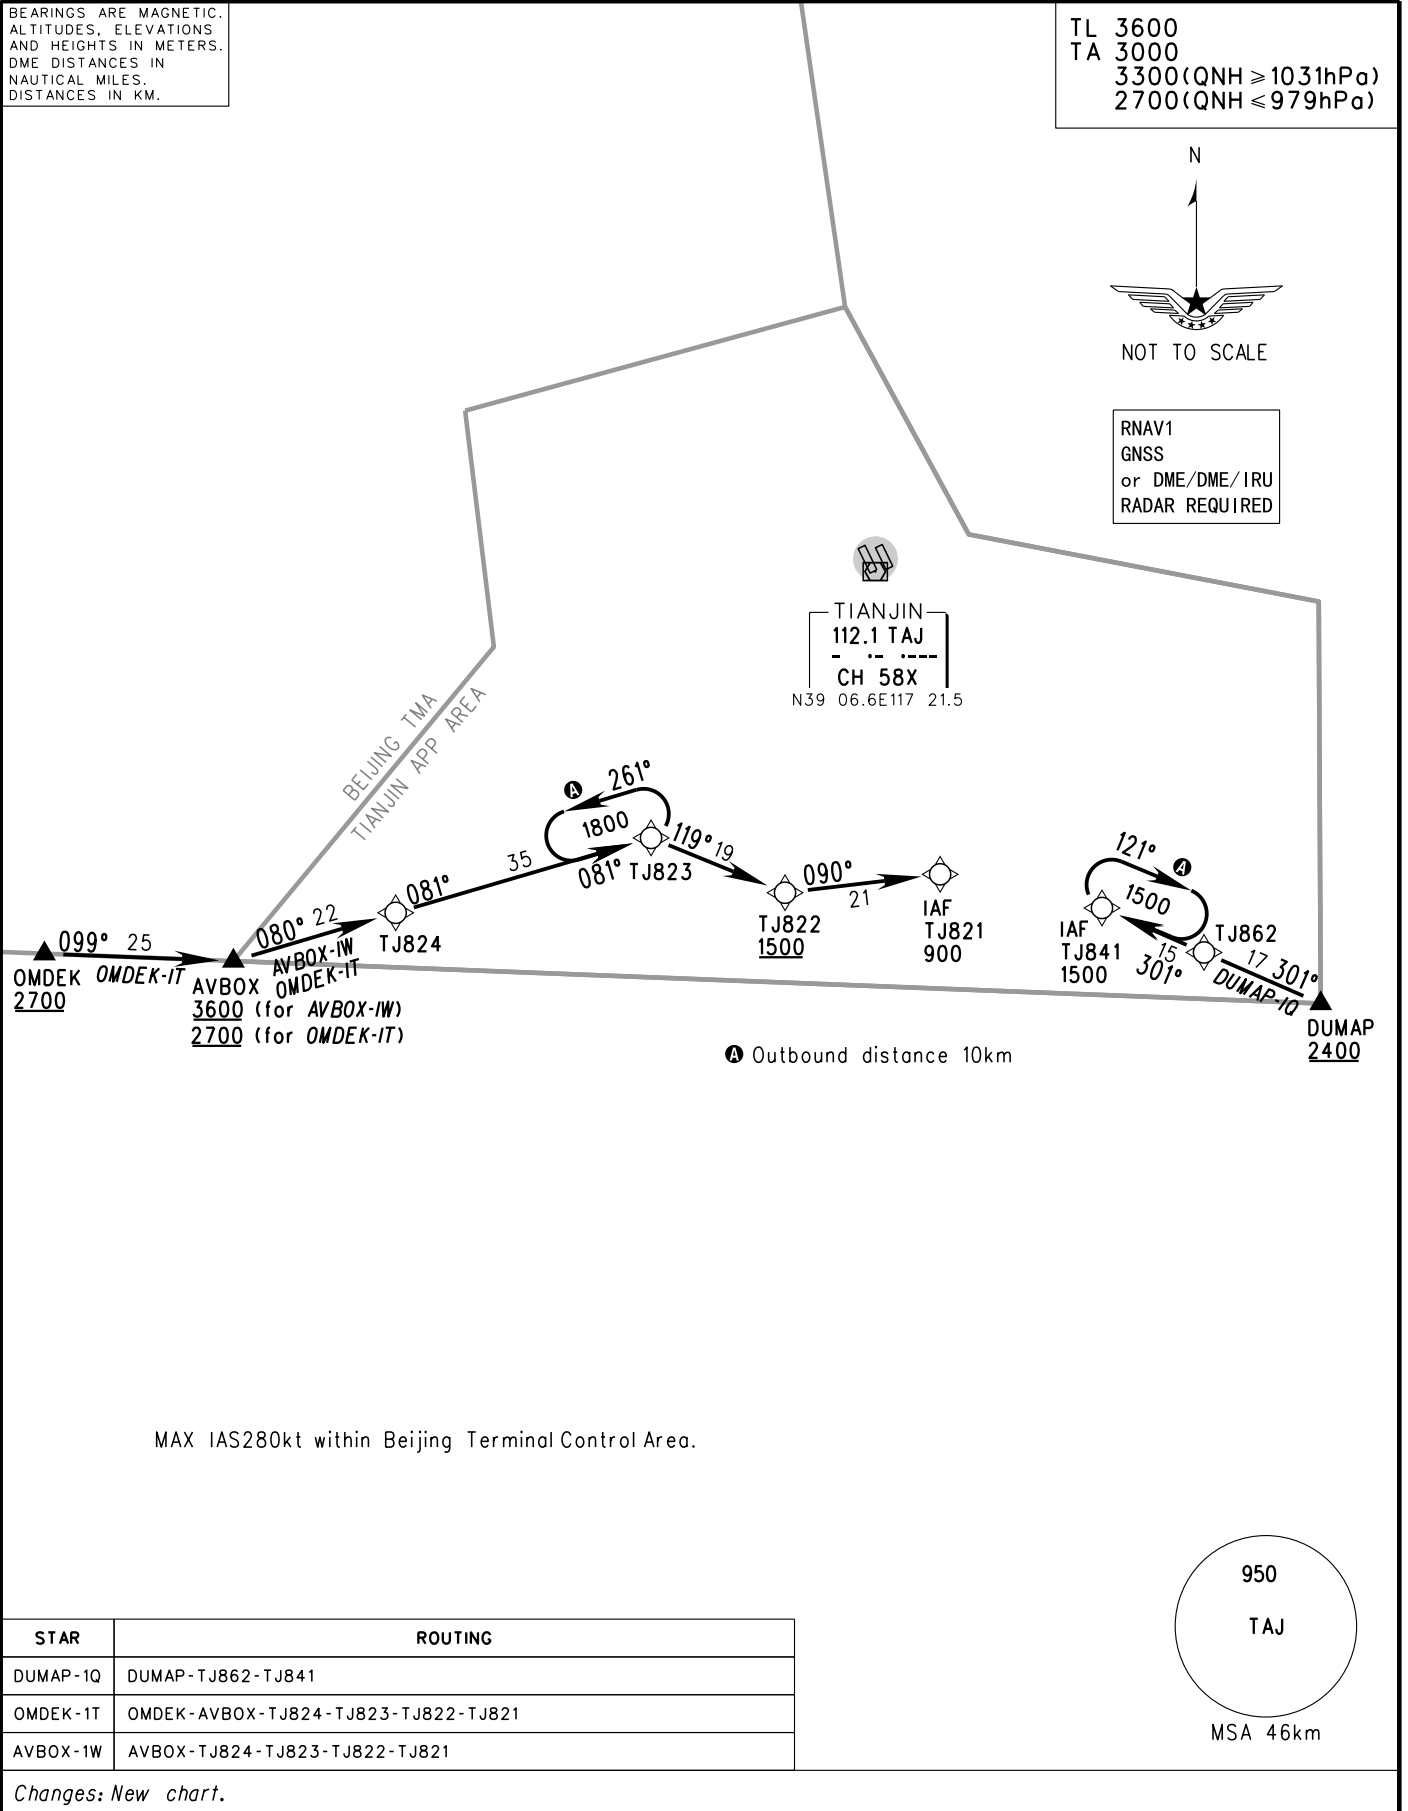 BEARINGS ARE MAGNETIC.
ALTITUDES, ELEVATIONS
AND HEIGHTS IN METERS.
DME DISTANCES IN
NAUTICAL MILES.
DISTANCES IN KM.
TL 3600
TA 3000
3300(QNH ≥ 1031hPa)
2700(QNH ≤ 979hPa)
N
NOT TO SCALE
RNAV1
GNSS
or DME/DME/IRU
RADAR REQUIRED
TIANJIN
112.1 TAJ
CH 58X
N39 06.6E117 21.5
BEIJING TMA
TIANJIN APP AREA
A
261°
1800
081°
TJ823
119° 19
35
081°
TJ824
080° 22
AVBOX-1W
OMDEK-1T
099° 25
OMDEK-1T
OMDEK
2700
AVBOX
3600 (for AVBOX-1W)
2700 (for OMDEK-1T)
TJ822
1500
090°
21
IAF
TJ821
900
121°
A
1500
IAF
TJ841
1500
15
301°
TJ862
17 301°
DUMAP-1Q
DUMAP
2400
A Outbound distance 10km
MAX IAS280kt within Beijing Terminal Control Area.
950
TAJ
MSA 46km
STAR ROUTING
DUMAP-1Q DUMAP-TJ862-TJ841
OMDEK-1T OMDEK-AVBOX-TJ824-TJ823-TJ822-TJ821
AVBOX-1W AVBOX-TJ824-TJ823-TJ822-TJ821
Changes: New chart.